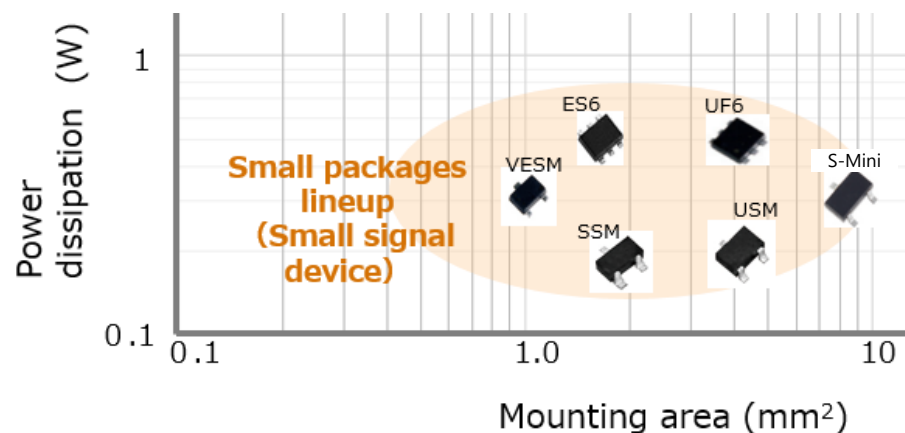 Power
dissipation (W)
1
0.1
0.1
1.0
10
Mounting area (mm²)
Small packages
lineup
（Small signal
device）
ES6
UF6
VESM
S-Mini
SSM
USM